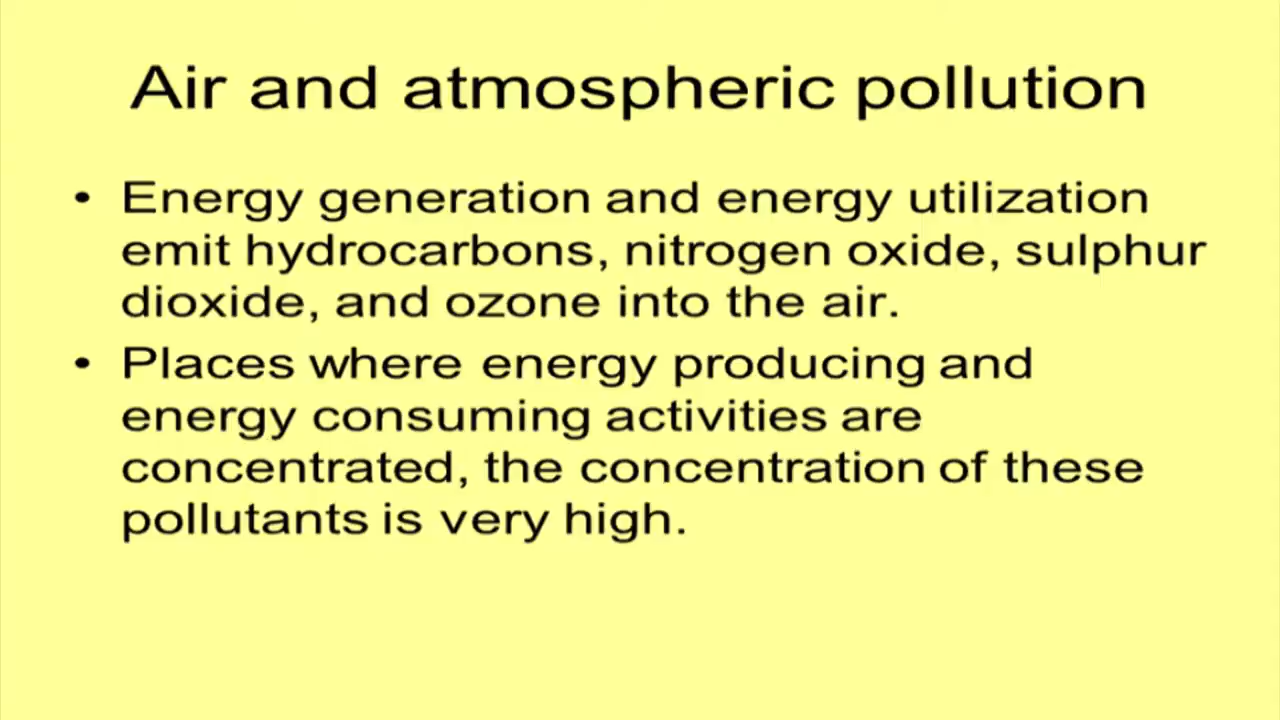 Air and atmospheric pollution
• Energy generation and energy utilization
emit hydrocarbons, nitrogen oxide, sulphur
dioxide, and ozone into the air.
• Places where energy producing and
energy consuming activities are
concentrated, the concentration of these
pollutants is very high.